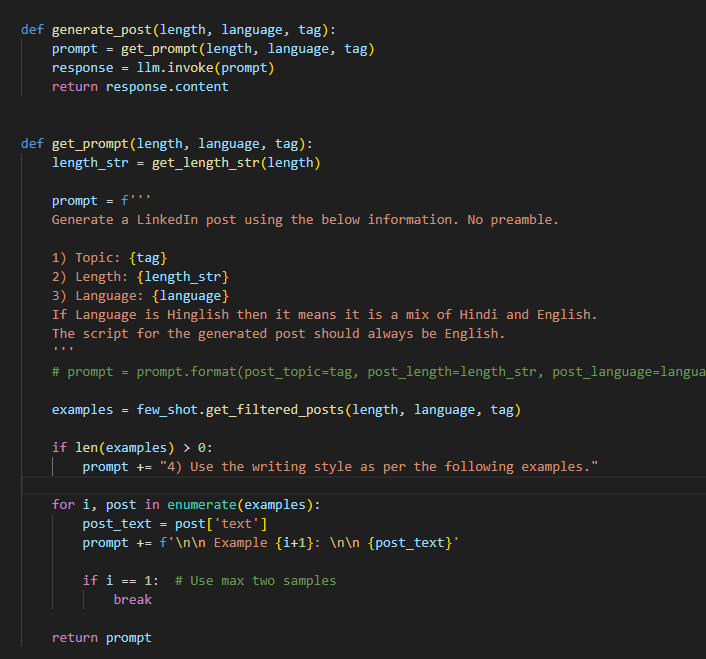 def generate_post(length, language, tag):
    prompt = get_prompt(length, language, tag)
    response = llm.invoke(prompt)
    return response.content
def get_prompt(length, language, tag):
    length_str = get_length_str(length)
    prompt = f'''
    Generate a LinkedIn post using the below information. No preamble.
    1) Topic: {tag}
    2) Length: {length_str}
    3) Language: {language}
    If Language is Hinglish then it means it is a mix of Hindi and English.
    The script for the generated post should always be English.
    '''
    # prompt = prompt.format(post_topic=tag, post_length=length_str, post_language=langua
    examples = few_shot.get_filtered_posts(length, language, tag)
    if len(examples) > 0:
        prompt += "4) Use the writing style as per the following examples."
    for i, post in enumerate(examples):
        post_text = post['text']
        prompt += f'\n\n Example {i+1}: \n\n {post_text}'
        if i == 1:  # Use max two samples
            break
    return prompt